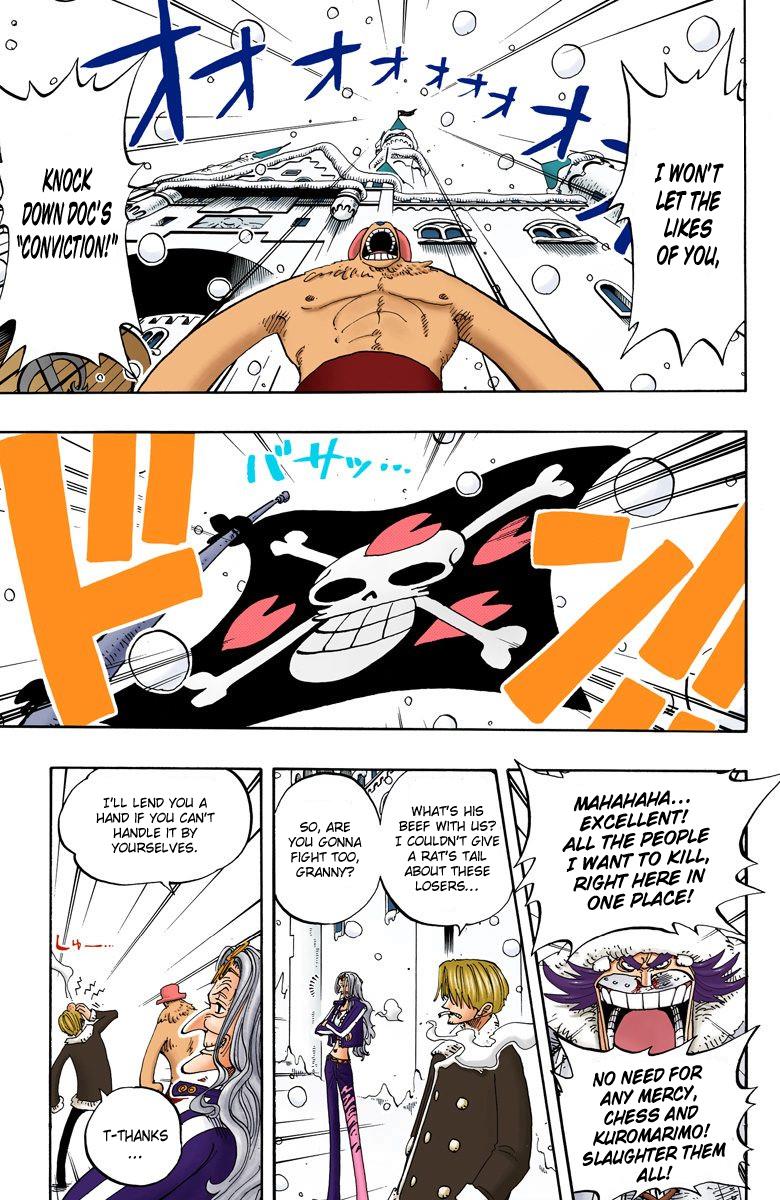 オオオオオオオオオ
I WON'T
LET THE
LIKES
OF YOU,
KNOCK
DOWN DOC'S
"CONVICTION!"
バサッ...
ドン
MAHAHAHA...
EXCELLENT!
ALL THE PEOPLE
I WANT TO KILL,
RIGHT HERE IN
ONE PLACE!
NO NEED FOR
ANY MERCY,
CHESS AND
KUROMARIMO!
SLAUGHTER THEM
ALL!
WHAT'S HIS
BEEF WITH US?
I COULDN'T GIVE
A RAT'S TAIL
ABOUT THESE
LOSERS...
SO, ARE
YOU GONNA
FIGHT TOO,
GRANNY?
I'LL LEND YOU A
HAND IF YOU CAN'T
HANDLE IT BY
YOURSELVES.
しゅー...
T-THANKS
...